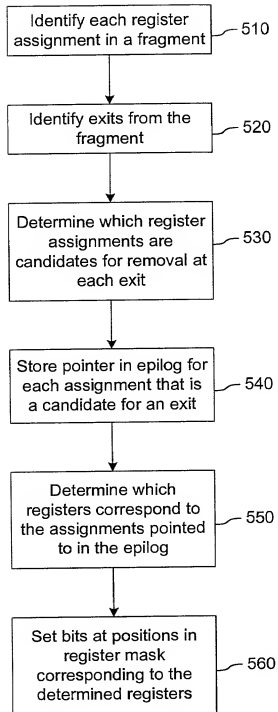 Identify each register
assignment in a fragment
510
Identify exits from the
fragment
520
Determine which register
assignments are
candidates for removal at
each exit
530
Store pointer in epilog for
each assignment that is
a candidate for an exit
540
Determine which
registers correspond to
the assignments pointed
to in the epilog
550
Set bits at positions in
register mask
corresponding to the
determined registers
560